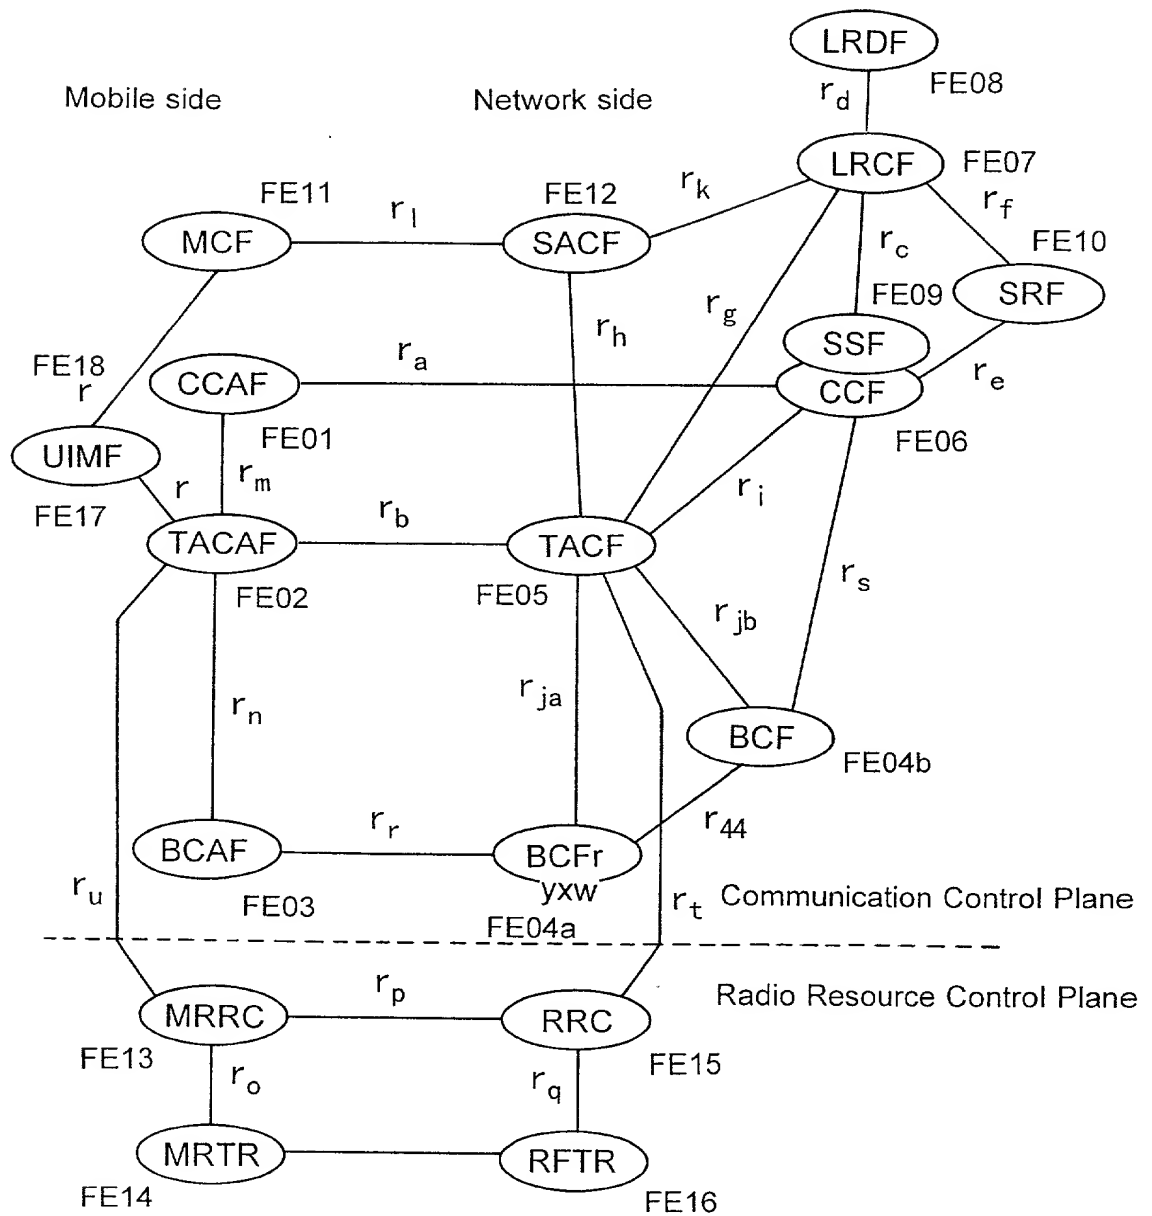 LRDF
FE08
r d
Mobile side
Network side
LRCF
FE07
r k
r f
FE11
FE12
r l
MCF
SACF
r c
FE10
SRF
FE09
r g
r h
SSF
r e
FE18
r
CCAF
r a
CCF
FE01
FE06
UIMF
r m
r
r i
FE17
r b
TACAF
TACF
FE02
FE05
r s
r jb
r n
r ja
BCF
FE04b
r r
r 44
BCAF
BCFr
yxw
FE03
FE04a
r u
r t
Communication Control Plane
Radio Resource Control Plane
r p
MRRC
RRC
FE13
FE15
r o
r q
MRTR
RFTR
FE14
FE16